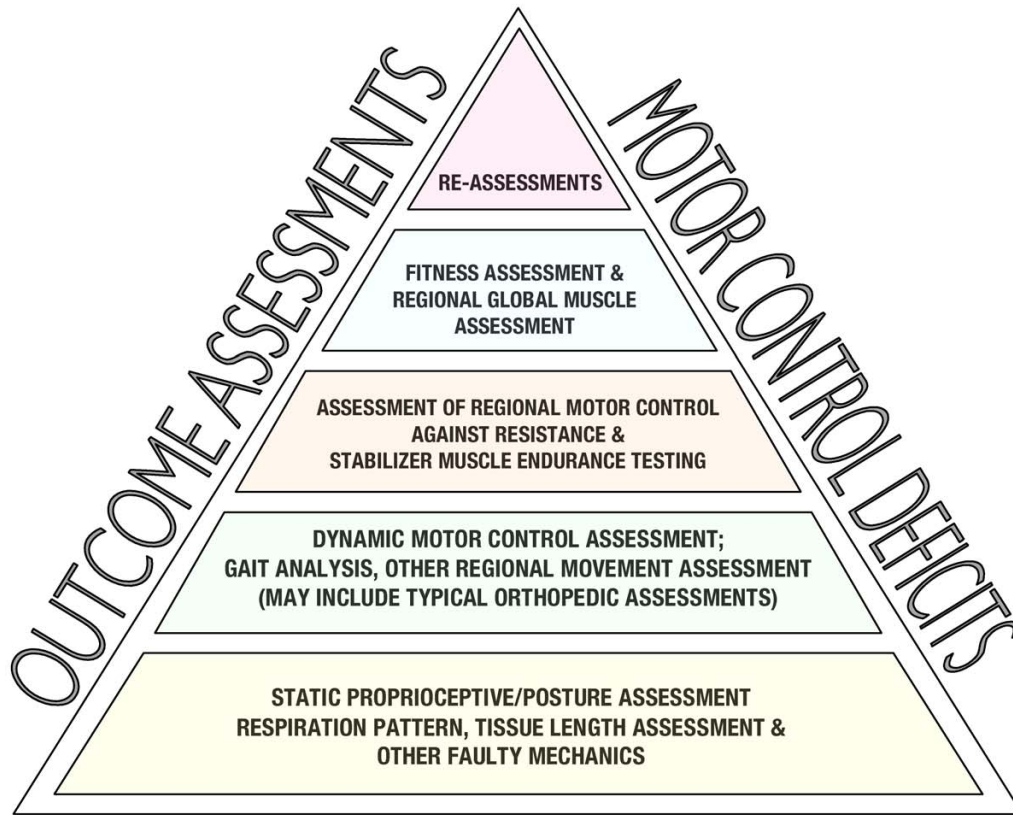 OUTCOME ASSESSMENTS
MOTOR CONTROL DEFICITS
RE-ASSESSMENTS
FITNESS ASSESSMENT &
REGIONAL GLOBAL MUSCLE
ASSESSMENT
ASSESSMENT OF REGIONAL MOTOR CONTROL
AGAINST RESISTANCE &
STABILIZER MUSCLE ENDURANCE TESTING
DYNAMIC MOTOR CONTROL ASSESSMENT;
GAIT ANALYSIS, OTHER REGIONAL MOVEMENT ASSESSMENT
(MAY INCLUDE TYPICAL ORTHOPEDIC ASSESSMENTS)
STATIC PROPRIOCEPTIVE/POSTURE ASSESSMENT
RESPIRATION PATTERN, TISSUE LENGTH ASSESSMENT &
OTHER FAULTY MECHANICS